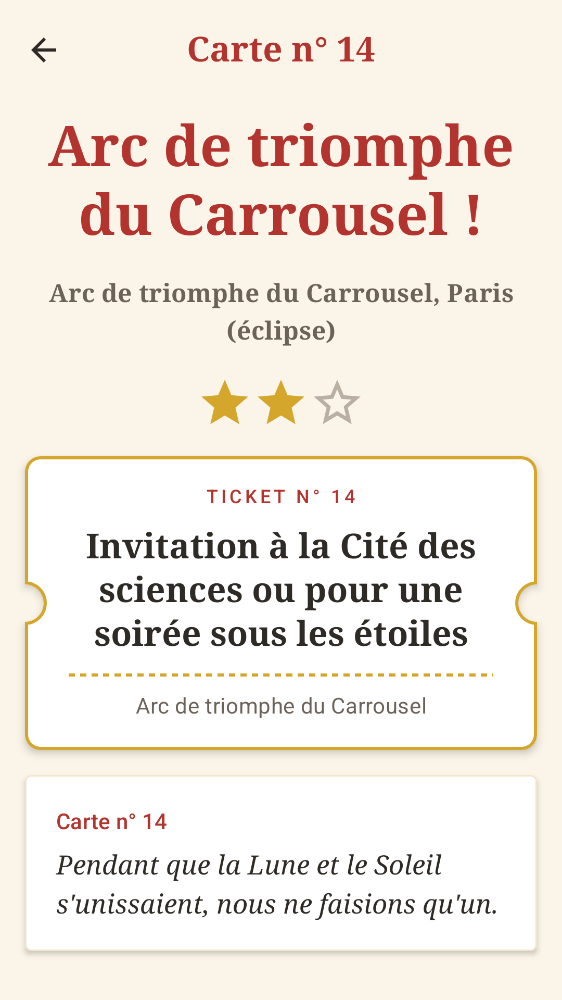 Carte n° 14
Arc de triomphe
du Carrousel !
Arc de triomphe du Carrousel, Paris
(éclipse)
TICKET N° 14
Invitation à la Cité des
sciences ou pour une
soirée sous les étoiles
Arc de triomphe du Carrousel
Carte n° 14
Pendant que la Lune et le Soleil
s'unissaient, nous ne faisions qu'un.